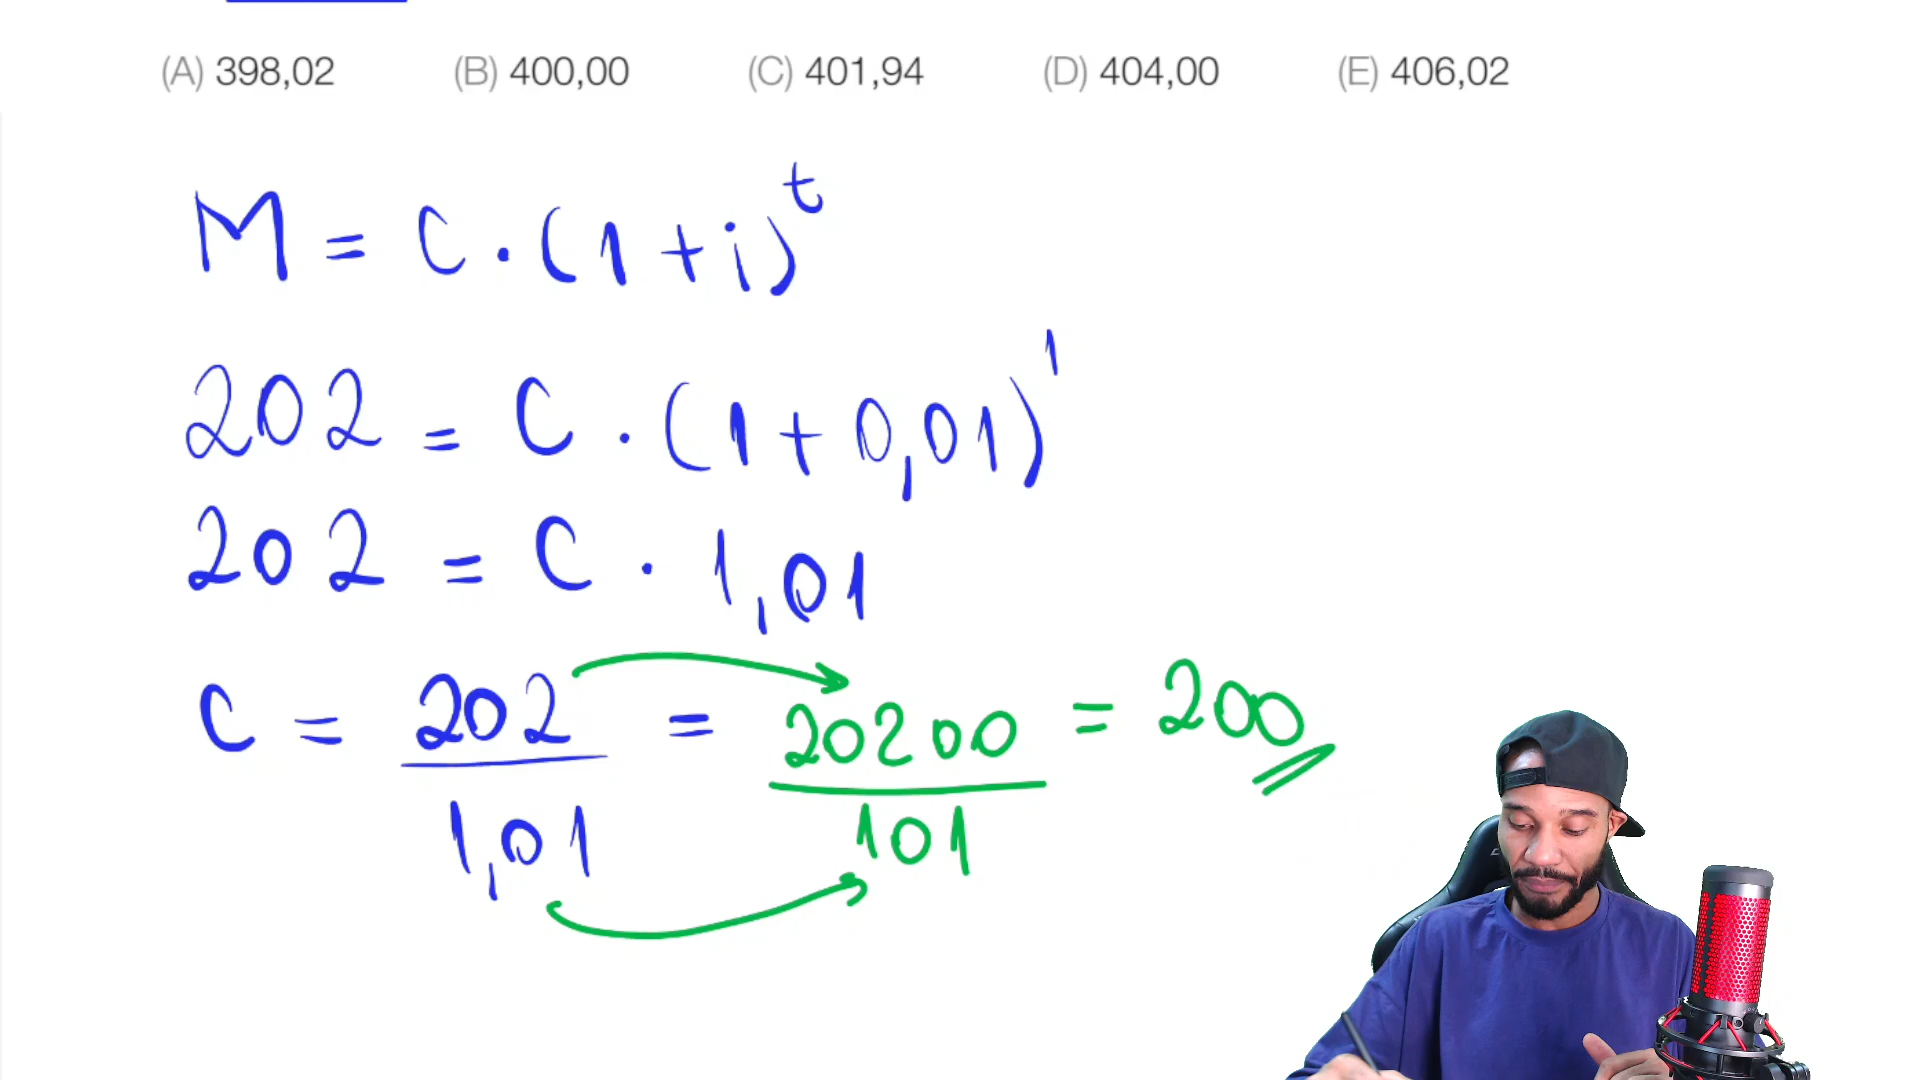 (A) 398,02 (B) 400,00 (C) 401,94 (D) 404,00 (E) 406,02
M = C · (1 + i)^t
202 = C · (1 + 0,01)^1
202 = C · 1,01
C = 202/1,01 = 20200/101 = 200